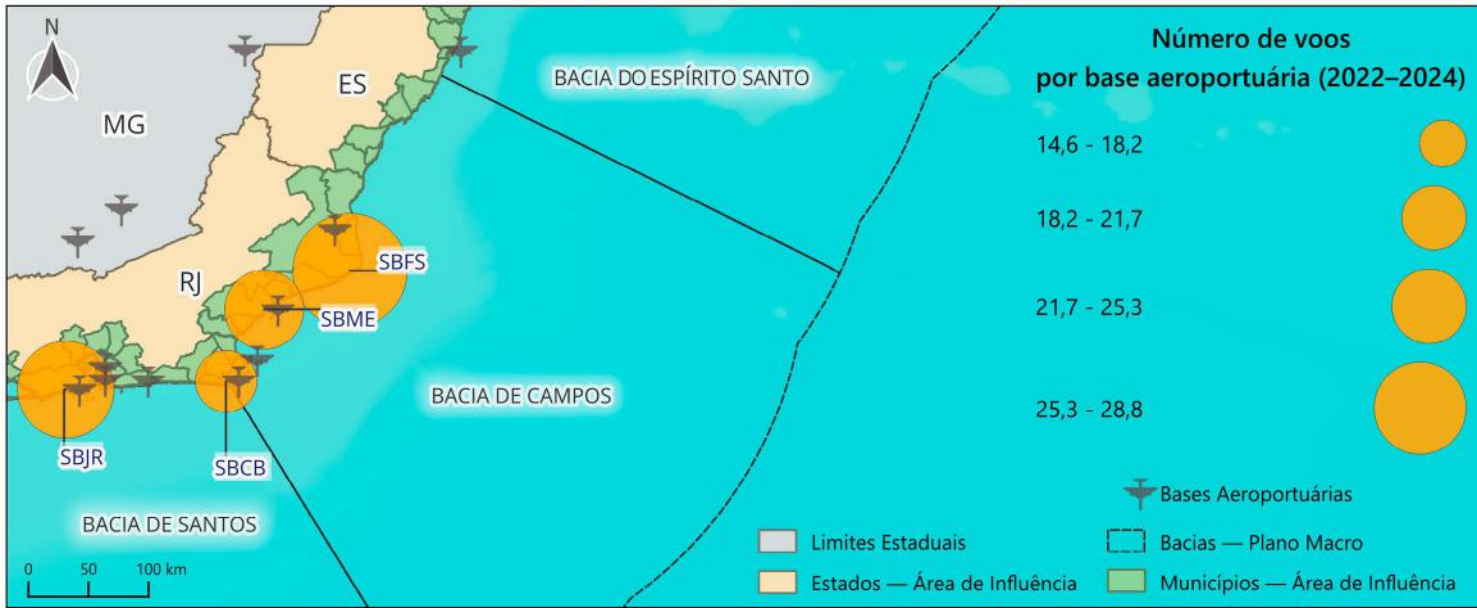 N
MG
ES
RJ
BACIA DO ESPÍRITO SANTO
SBFS
SBME
SBJR
SBCB
BACIA DE CAMPOS
BACIA DE SANTOS
0 50 100 km
Número de voos
por base aeroportuária (2022–2024)
14,6 - 18,2
18,2 - 21,7
21,7 - 25,3
25,3 - 28,8
Bases Aeroportuárias
Limites Estaduais
Bacias — Plano Macro
Estados — Área de Influência
Municípios — Área de Influência